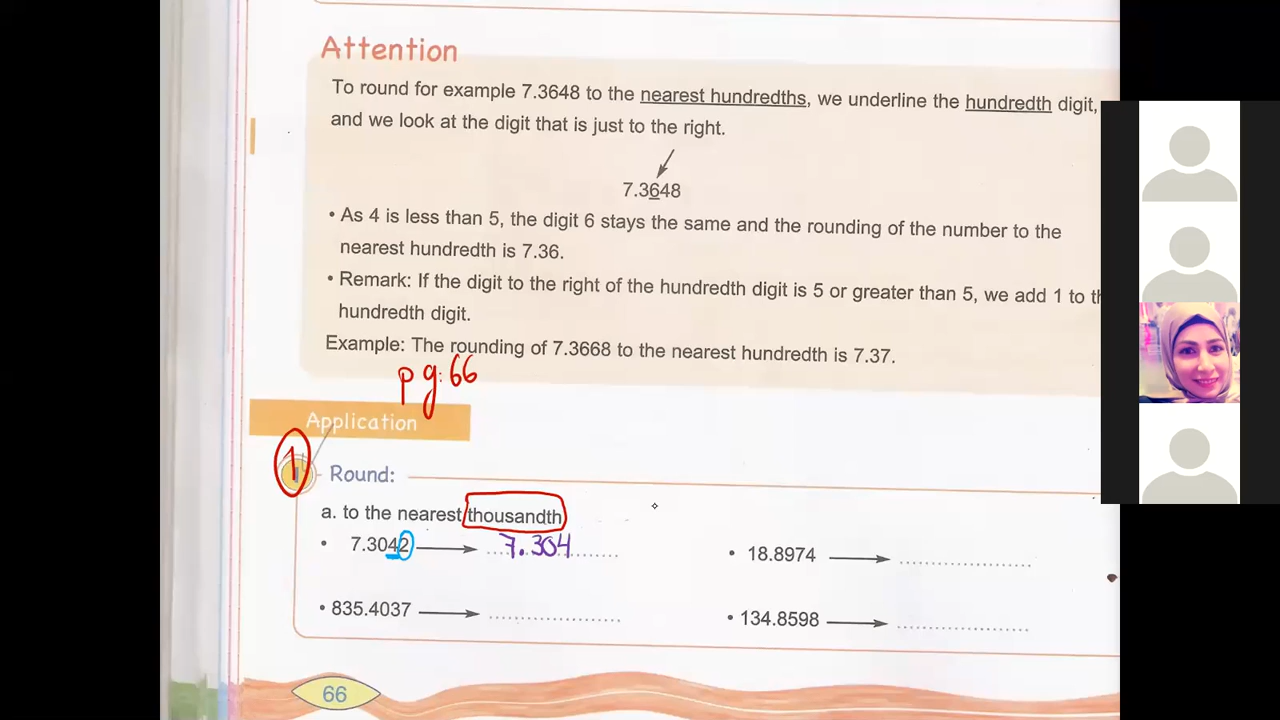 Attention
To round for example 7.3648 to the nearest hundredths, we underline the hundredth digit,
and we look at the digit that is just to the right.
7.3648
• As 4 is less than 5, the digit 6 stays the same and the rounding of the number to the
nearest hundredth is 7.36.
• Remark: If the digit to the right of the hundredth digit is 5 or greater than 5, we add 1 to
hundredth digit.
Example: The rounding of 7.3668 to the nearest hundredth is 7.37.
pg:66
Application
1 Round:
a. to the nearest thousandth
• 7.3042 7.304
• 18.8974
• 835.4037
• 134.8598
66